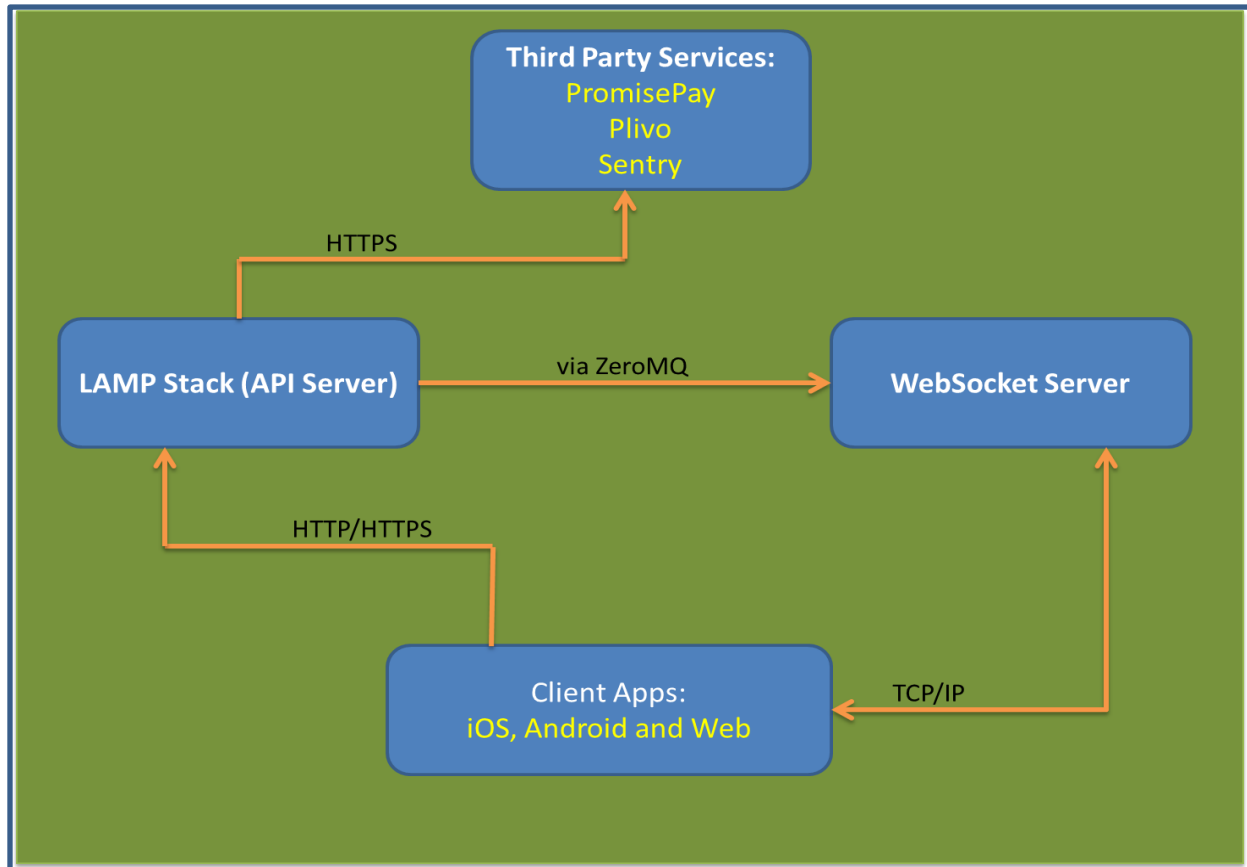 Third Party Services:
PromisePay
Plivo
Sentry
HTTPS
LAMP Stack (API Server)
via ZeroMQ
WebSocket Server
HTTP/HTTPS
Client Apps:
iOS, Android and Web
TCP/IP